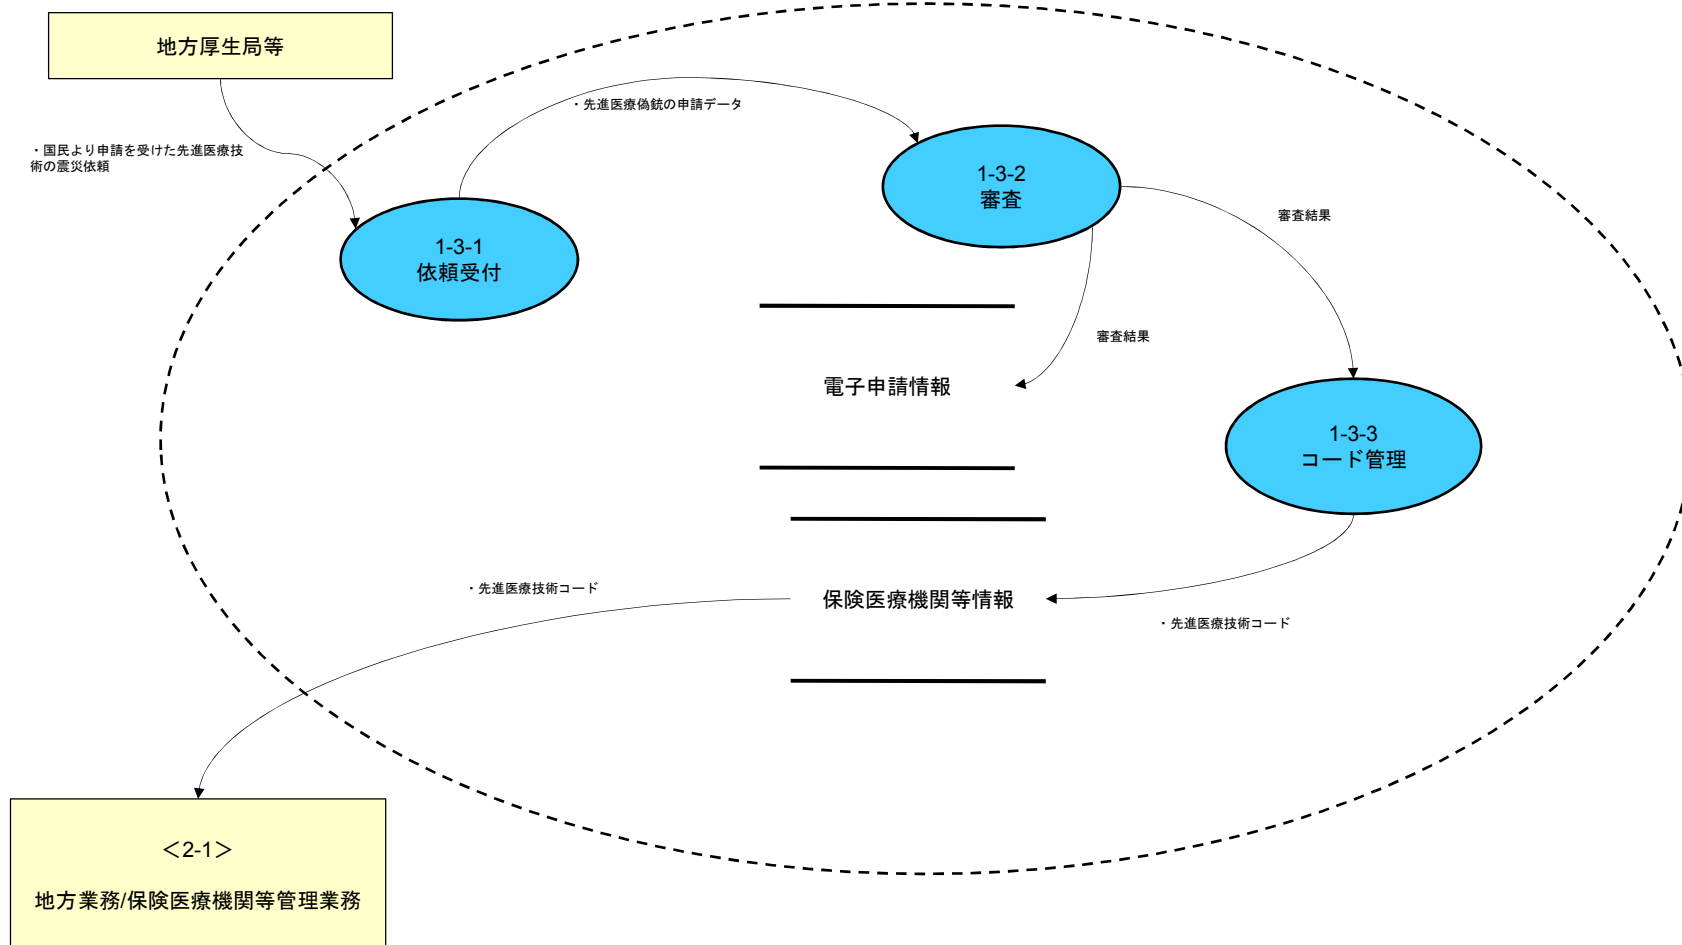 地方厚生局等
・国民より申請を受けた先進医療技
術の震災依頼
・先進医療偽銃の申請データ
1-3-1
依頼受付
1-3-2
審査
審査結果
審査結果
電子申請情報
1-3-3
コード管理
・先進医療技術コード
保険医療機関等情報
・先進医療技術コード
＜2-1＞
地方業務/保険医療機関等管理業務